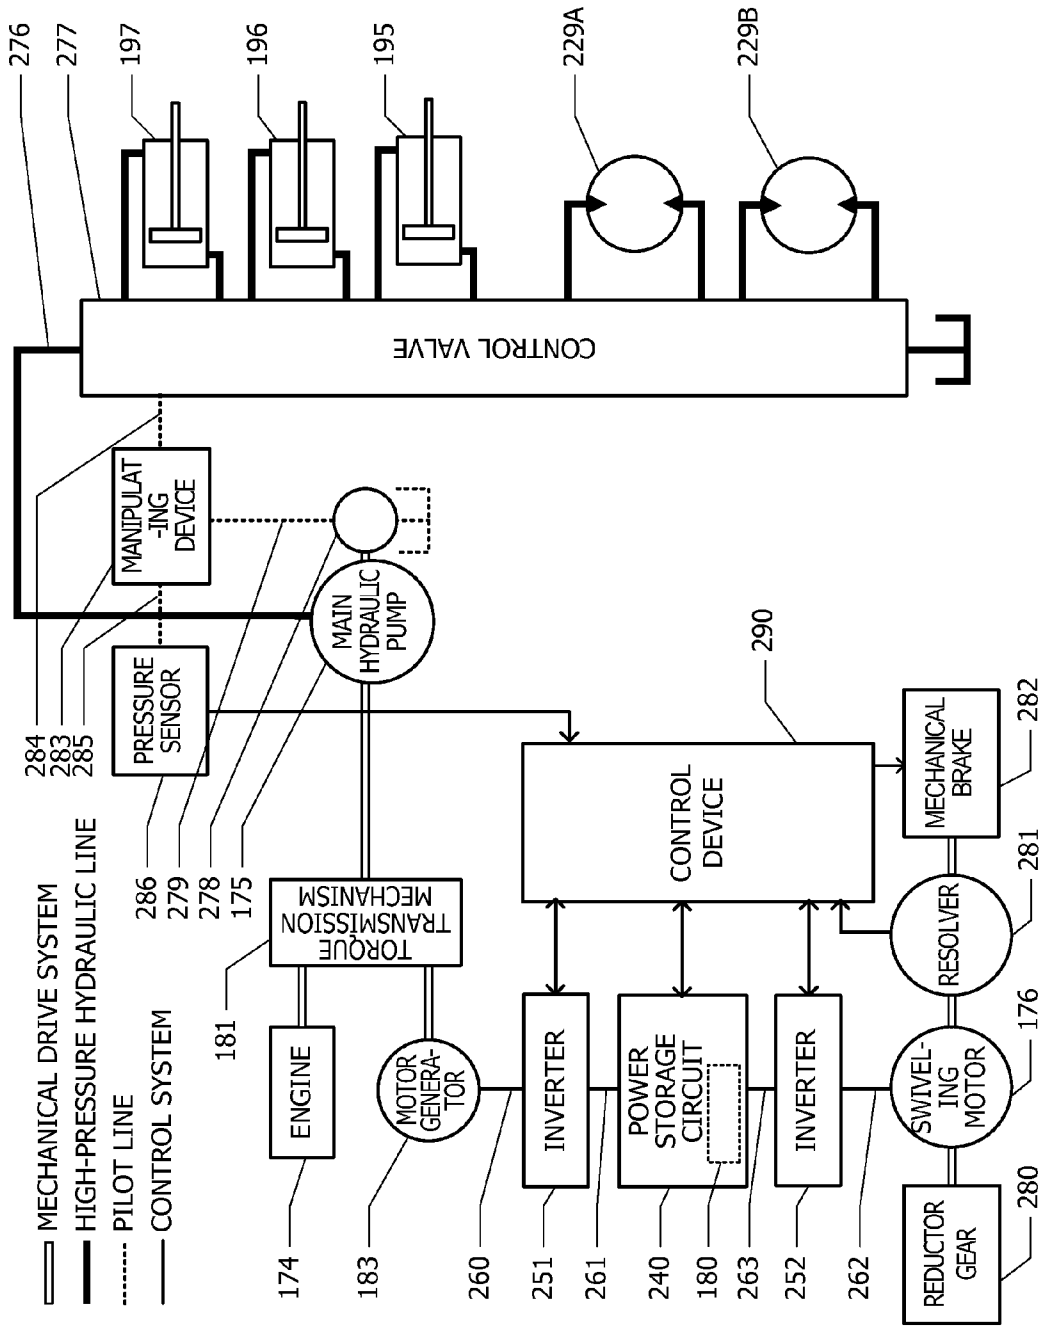 MECHANICAL DRIVE SYSTEM
HIGH-PRESSURE HYDRAULIC LINE
PILOT LINE
CONTROL SYSTEM
276
277
197
196
195
229A
229B
CONTROL VALVE
MANIPULAT
-ING
DEVICE
MAIN
HYDRAULIC
PUMP
PRESSURE
SENSOR
284
283
285
286
279
278
175
290
CONTROL
DEVICE
MECHANICAL
BRAKE
282
TORQUE
TRANSMISSION
MECHANISM
181
RESOLVER
281
ENGINE
174
MOTOR
GENERA-
TOR
183
260
INVERTER
251
261
POWER
STORAGE
CIRCUIT
240
180
263
INVERTER
252
262
SWIVEL-
ING
MOTOR
176
REDUCTOR
GEAR
280